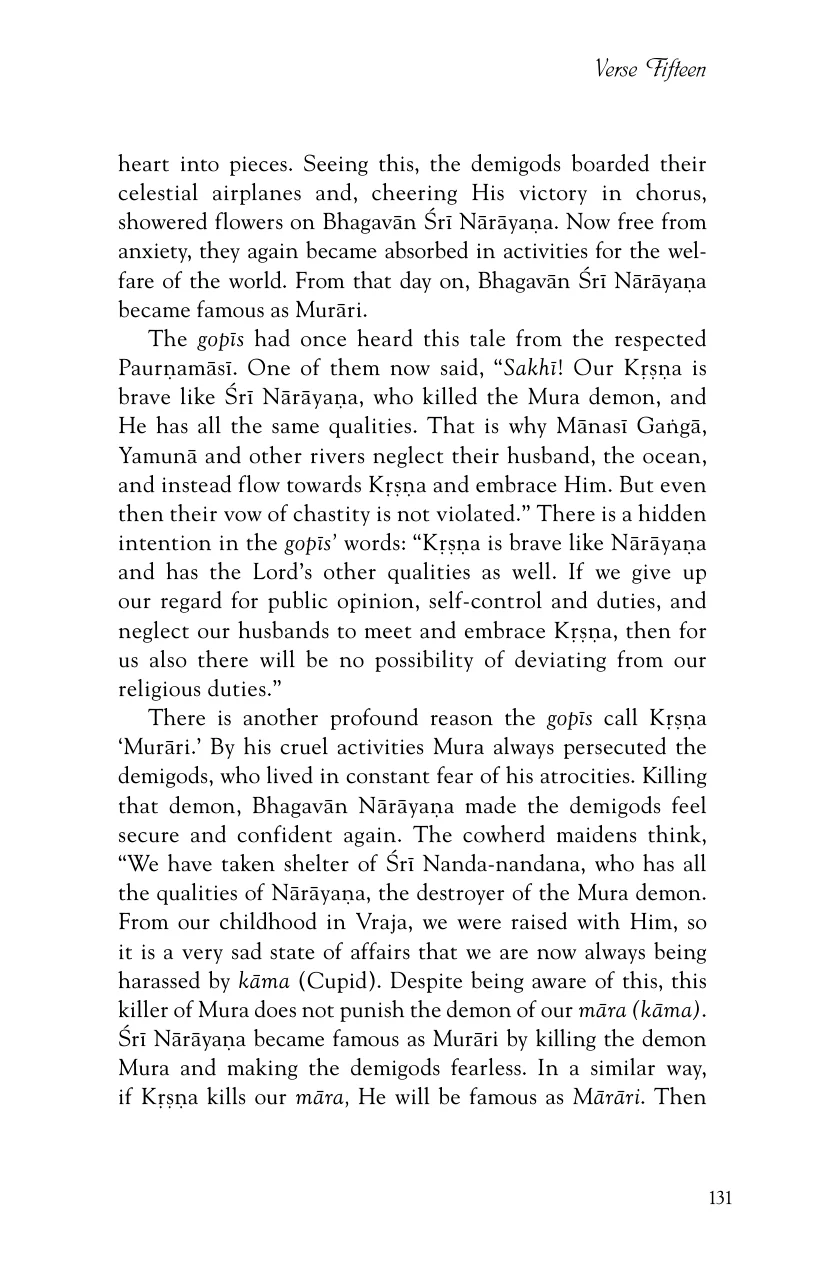 Verse Fifteen
heart into pieces. Seeing this, the demigods boarded their
celestial airplanes and, cheering His victory in chorus,
showered flowers on Bhagavān Śrī Nārāyaṇa. Now free from
anxiety, they again became absorbed in activities for the wel-
fare of the world. From that day on, Bhagavān Śrī Nārāyaṇa
became famous as Murāri.
The gopīs had once heard this tale from the respected
Paurṇamāsī. One of them now said, “Sakhī! Our Kṛṣṇa is
brave like Śrī Nārāyaṇa, who killed the Mura demon, and
He has all the same qualities. That is why Mānasī Gaṅgā,
Yamunā and other rivers neglect their husband, the ocean,
and instead flow towards Kṛṣṇa and embrace Him. But even
then their vow of chastity is not violated.” There is a hidden
intention in the gopīs’ words: “Kṛṣṇa is brave like Nārāyaṇa
and has the Lord’s other qualities as well. If we give up
our regard for public opinion, self-control and duties, and
neglect our husbands to meet and embrace Kṛṣṇa, then for
us also there will be no possibility of deviating from our
religious duties.”
There is another profound reason the gopīs call Kṛṣṇa
‘Murāri.’ By his cruel activities Mura always persecuted the
demigods, who lived in constant fear of his atrocities. Killing
that demon, Bhagavān Nārāyaṇa made the demigods feel
secure and confident again. The cowherd maidens think,
“We have taken shelter of Śrī Nanda-nandana, who has all
the qualities of Nārāyaṇa, the destroyer of the Mura demon.
From our childhood in Vraja, we were raised with Him, so
it is a very sad state of affairs that we are now always being
harassed by kāma (Cupid). Despite being aware of this, this
killer of Mura does not punish the demon of our māra (kāma).
Śrī Nārāyaṇa became famous as Murāri by killing the demon
Mura and making the demigods fearless. In a similar way,
if Kṛṣṇa kills our māra, He will be famous as Mārāri. Then
131